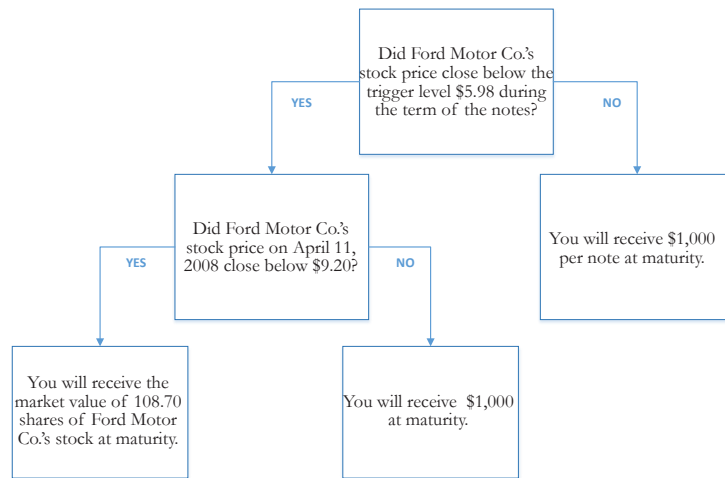 Did Ford Motor Co.'s
stock price close below the
trigger level $5.98 during
the term of the notes?
YES
NO
Did Ford Motor Co.'s
stock price on April 11,
2008 close below $9.20?
You will receive $1,000
per note at maturity.
YES
NO
You will receive the
market value of 108.70
shares of Ford Motor
Co.'s stock at maturity.
You will receive $1,000
at maturity.